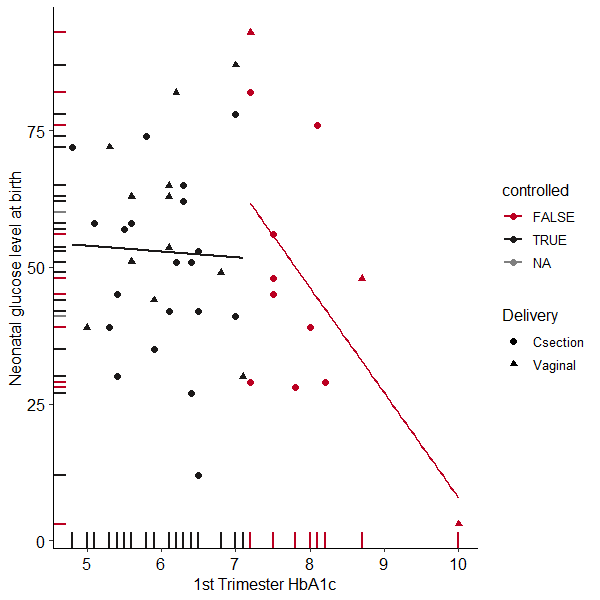 Neonatal glucose level at birth
75
50
25
0
5 6 7 8 9 10
1st Trimester HbA1c
controlled
FALSE
TRUE
NA
Delivery
Csection
Vaginal